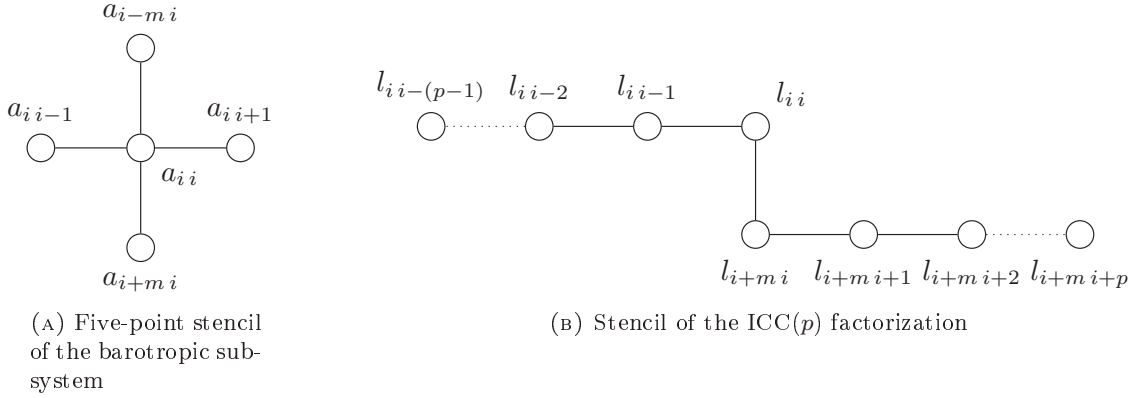 a_{i-m i}
a_{i i-1}
a_{i i+1}
a_{i i}
a_{i+m i}
(A) Five-point stencil
of the barotropic sub-
system
l_{i i-(p-1)} l_{i i-2} l_{i i-1} l_{i i}
l_{i+m i} l_{i+m i+1} l_{i+m i+2} l_{i+m i+p}
(B) Stencil of the ICC(p) factorization